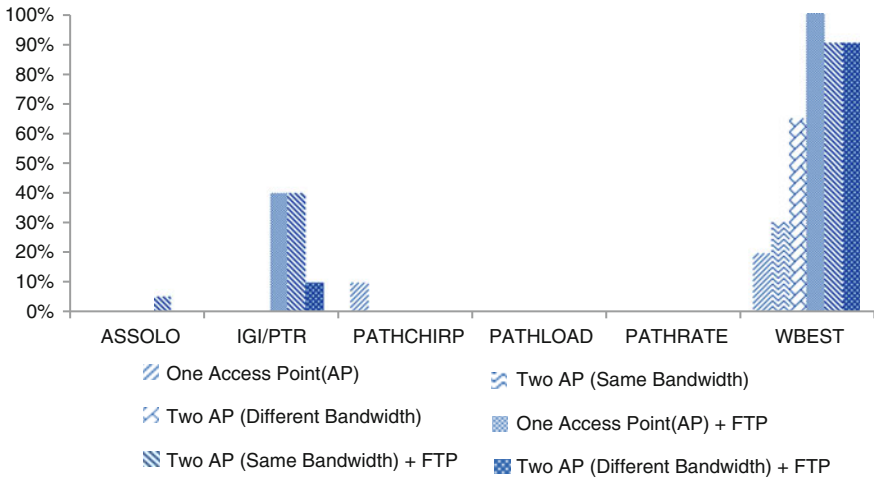 100%
90%
80%
70%
60%
50%
40%
30%
20%
10%
0%
ASSOLO IGI/PTR PATHCHIRP PATHLOAD PATHRATE WBEST
One Access Point(AP) Two AP (Same Bandwidth)
Two AP (Different Bandwidth) One Access Point(AP) + FTP
Two AP (Same Bandwidth) + FTP Two AP (Different Bandwidth) + FTP